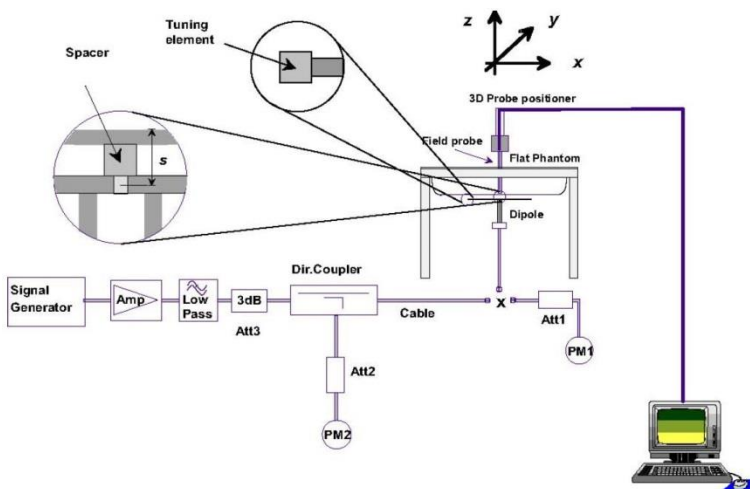 Tuning
element
Spacer
s
z
y
x
3D Probe positioner
Field probe
Flat Phantom
Dipole
Signal
Generator
Amp
Low
Pass
3dB
Att3
Dir.Coupler
Cable
x
Att1
PM1
Att2
PM2